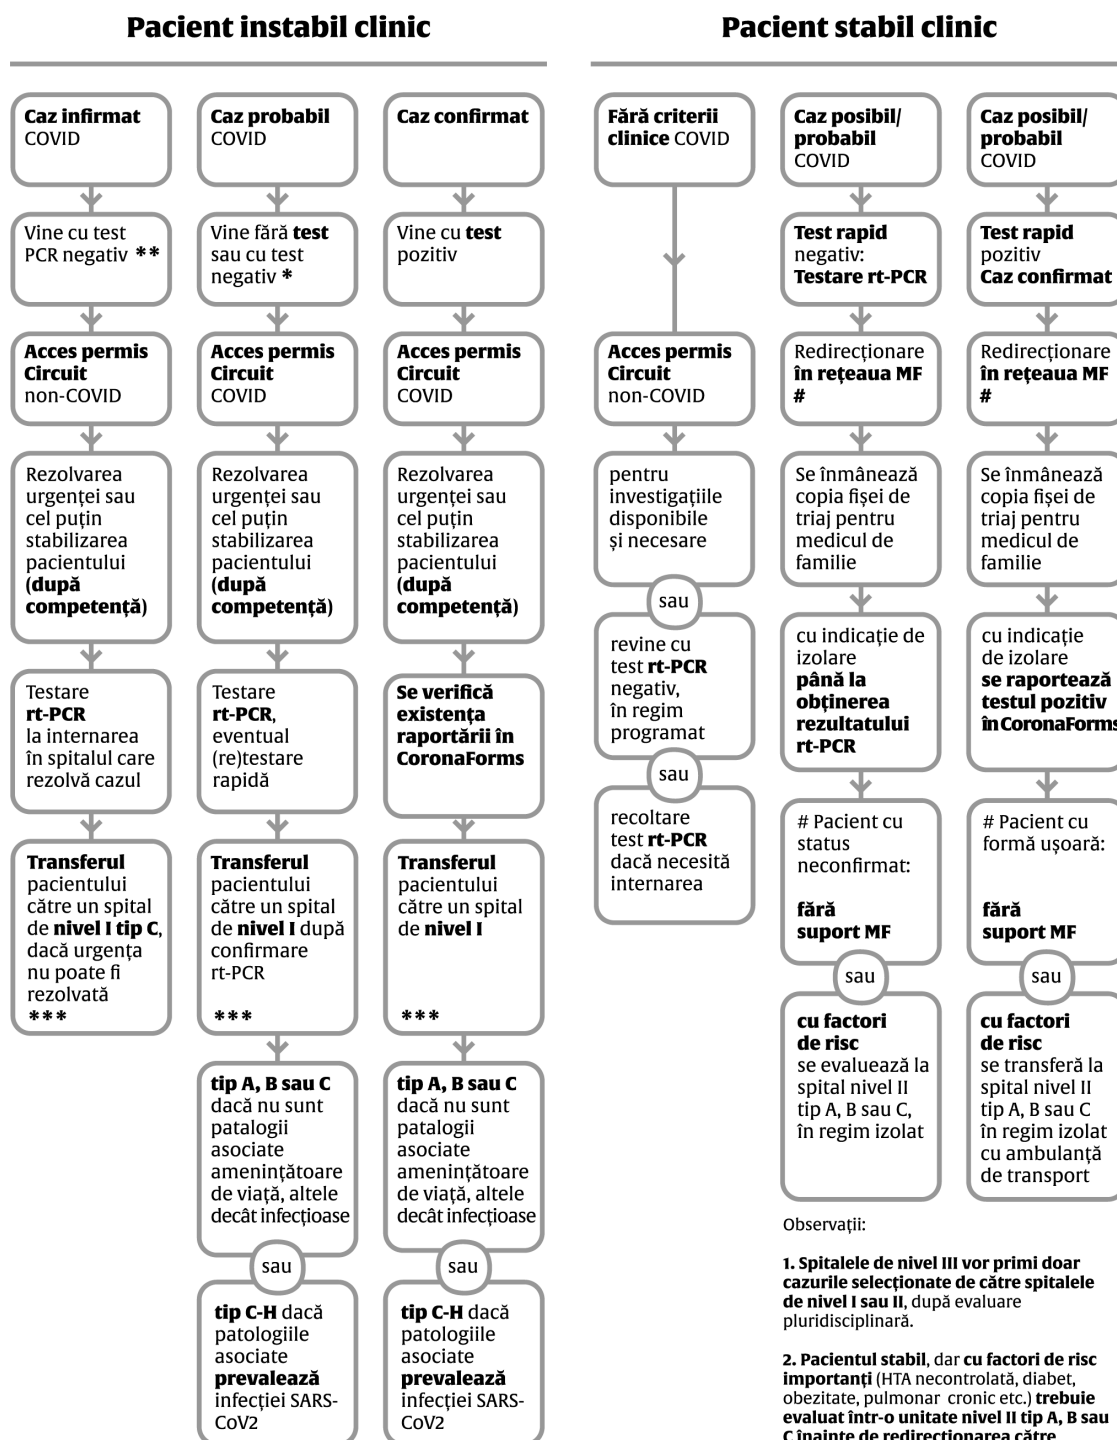 Pacient instabil clinic
Caz infirmat
COVID
Vine cu test
PCR negativ **
Acces permis
Circuit
non-COVID
Rezolvarea
urgenței sau
cel puțin
stabilizarea
pacientului
(după
competență)
Testare
rt-PCR
la internarea
în spitalul care
rezolvă cazul
Transferul
pacientului
către un spital
de nivel I tip C,
dacă urgența
nu poate fi
rezolvată
***
Caz probabil
COVID
Vine fără test
sau cu test
negativ *
Acces permis
Circuit
COVID
Rezolvarea
urgenței sau
cel puțin
stabilizarea
pacientului
(după
competență)
Testare
rt-PCR,
eventual
(re)testare
rapidă
Transferul
pacientului
către un spital
de nivel I după
confirmare
rt-PCR
***
tip A, B sau C
dacă nu sunt
patalogii
asociate
amenințătoare
de viață, altele
decât infecțioase
sau
tip C-H dacă
patologiile
asociate
prevalează
infecției SARS-
CoV2
Caz confirmat
Vine cu test
pozitiv
Acces permis
Circuit
COVID
Rezolvarea
urgenței sau
cel puțin
stabilizarea
pacientului
(după
competență)
Se verifică
existența
raportării în
CoronaForms
Transferul
pacientului
către un spital
de nivel I
***
tip A, B sau C
dacă nu sunt
patalogii
asociate
amenințătoare
de viață, altele
decât infecțioase
sau
tip C-H dacă
patologiile
asociate
prevalează
infecției SARS-
CoV2
Pacient stabil clinic
Fără criterii
clinice COVID
Acces permis
Circuit
non-COVID
pentru
investigațiile
disponibile
și necesare
sau
revine cu
test rt-PCR
negativ,
în regim
programat
sau
recoltare
test rt-PCR
dacă necesită
internarea
Caz posibil/
probabil
COVID
Test rapid
negativ:
Testare rt-PCR
Redirecționare
în rețeaua MF
#
Se înmânează
copia fișei de
triaj pentru
medicul de
familie
cu indicație de
izolare
până la
obținerea
rezultatului
rt-PCR
# Pacient cu
status
neconfirmat:
fără
suport MF
sau
cu factori
de risc
se evaluează la
spital nivel II
tip A, B sau C,
în regim izolat
Caz posibil/
probabil
COVID
Test rapid
pozitiv
Caz confirmat
Redirecționare
în rețeaua MF
#
Se înmânează
copia fișei de
triaj pentru
medicul de
familie
cu indicație
de izolare
se raportează
testul pozitiv
în CoronaForms
# Pacient cu
formă ușoară:
fără
suport MF
sau
cu factori
de risc
se transferă la
spital nivel II
tip A, B sau C
în regim izolat
cu ambulanță
de transport
Observații:
1. Spitalele de nivel III vor primi doar
cazurile selecționate de către spitalele
de nivel I sau II, după evaluare
pluridisciplinară.
2. Pacientul stabil, dar cu factori de risc
importanți (HTA necontrolată, diabet,
obezitate, pulmonar cronic etc.) trebuie
evaluat într-o unitate nivel II tip A, B sau
C înainte de redirecționarea către